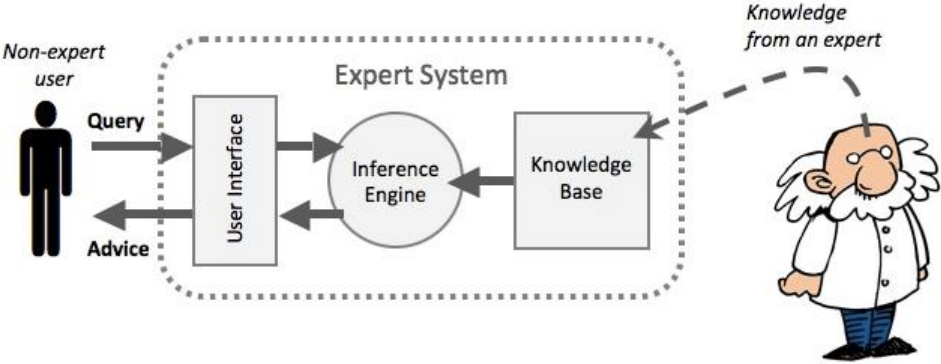 Non-expert
user
Knowledge
from an expert
Expert System
Query
Advice
User Interface
Inference
Engine
Knowledge
Base